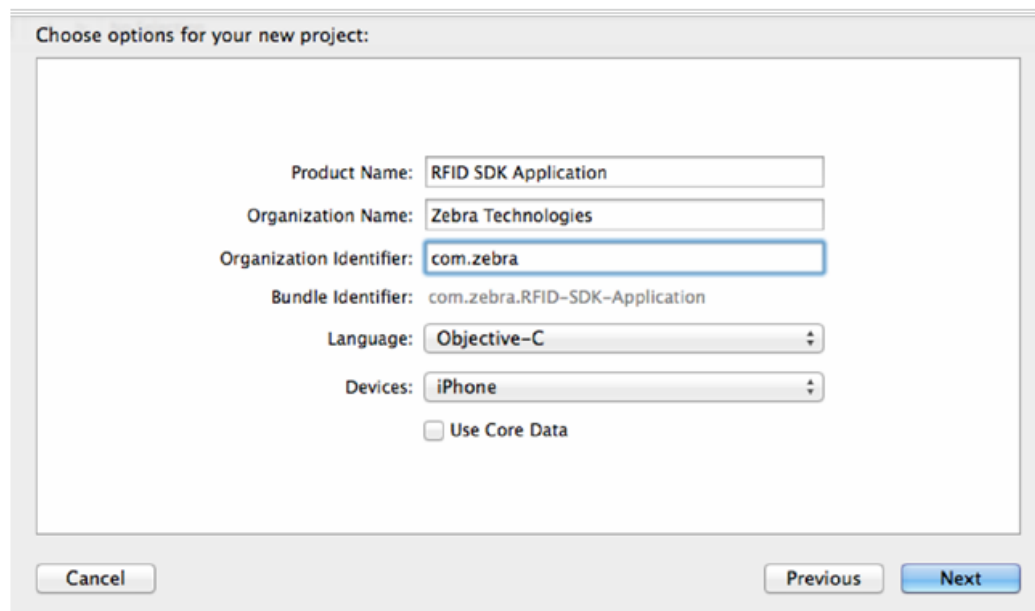 Choose options for your new project:
Product Name: RFID SDK Application
Organization Name: Zebra Technologies
Organization Identifier: com.zebra
Bundle Identifier: com.zebra.RFID-SDK-Application
Language: Objective-C
Devices: iPhone
Use Core Data
Cancel Previous Next